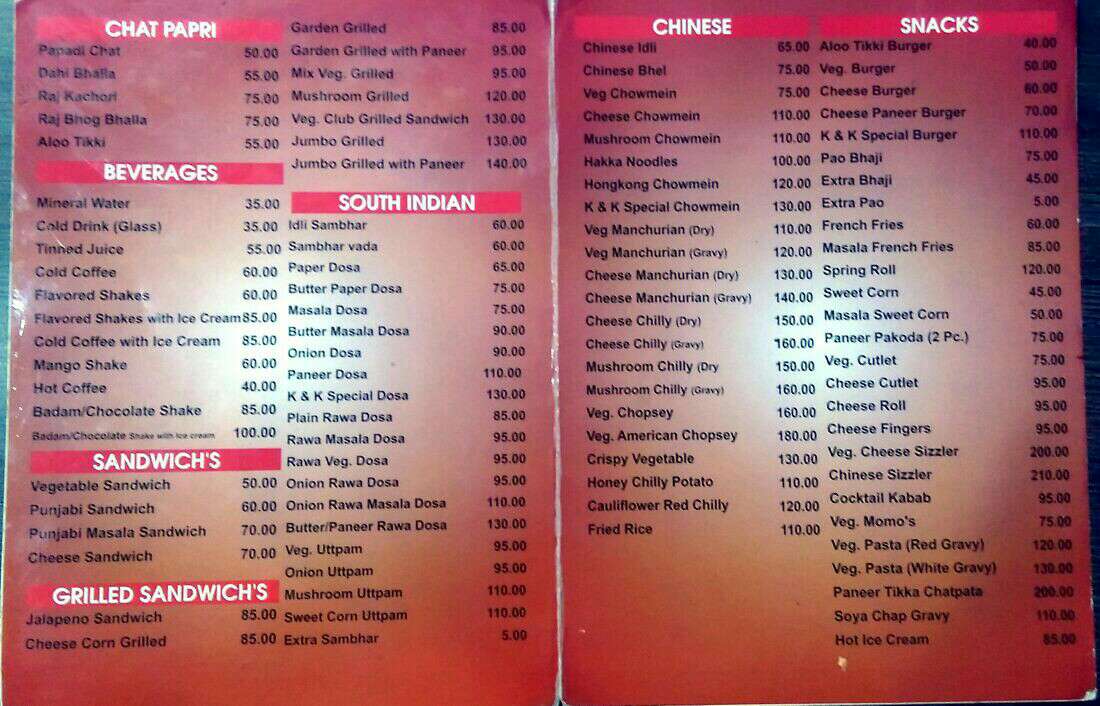 CHAT PAPRI
Papadi Chat 50.00
Dahi Bhalla 55.00
Raj Kachori 75.00
Raj Bhog Bhalla 75.00
Aloo Tikki 55.00
BEVERAGES
Mineral Water 35.00
Cold Drink (Glass) 35.00
Tinned Juice 55.00
Cold Coffee 60.00
Flavored Shakes 60.00
Flavored Shakes with Ice Cream 85.00
Cold Coffee with Ice Cream 85.00
Mango Shake 60.00
Hot Coffee 40.00
Badam/Chocolate Shake 85.00
Badam/Chocolate Shake with Ice cream 100.00
SANDWICH'S
Vegetable Sandwich 50.00
Punjabi Sandwich 60.00
Punjabi Masala Sandwich 70.00
Cheese Sandwich 70.00
GRILLED SANDWICH'S
Jalapeno Sandwich 85.00
Cheese Corn Grilled 85.00
Garden Grilled 85.00
Garden Grilled with Paneer 95.00
Mix Veg. Grilled 95.00
Mushroom Grilled 120.00
Veg. Club Grilled Sandwich 130.00
Jumbo Grilled 130.00
Jumbo Grilled with Paneer 140.00
SOUTH INDIAN
Idli Sambhar 60.00
Sambhar vada 60.00
Paper Dosa 65.00
Butter Paper Dosa 75.00
Masala Dosa 75.00
Butter Masala Dosa 90.00
Onion Dosa 90.00
Paneer Dosa 110.00
K & K Special Dosa 130.00
Plain Rawa Dosa 85.00
Rawa Masala Dosa 95.00
Rawa Veg. Dosa 95.00
Onion Rawa Dosa 95.00
Onion Rawa Masala Dosa 110.00
Butter/Paneer Rawa Dosa 130.00
Veg. Uttpam 95.00
Onion Uttpam 95.00
Mushroom Uttpam 110.00
Sweet Corn Uttpam 110.00
Extra Sambhar 5.00
CHINESE
Chinese Idli 65.00
Chinese Bhel 75.00
Veg Chowmein 75.00
Cheese Chowmein 110.00
Mushroom Chowmein 110.00
Hakka Noodles 100.00
Hongkong Chowmein 120.00
K & K Special Chowmein 130.00
Veg Manchurian (Dry) 110.00
Veg Manchurian (Gravy) 120.00
Cheese Manchurian (Dry) 130.00
Cheese Manchurian (Gravy) 140.00
Cheese Chilly (Dry) 150.00
Cheese Chilly (Gravy) 160.00
Mushroom Chilly (Dry 150.00
Mushroom Chilly (Gravy) 160.00
Veg. Chopsey 160.00
Veg. American Chopsey 180.00
Crispy Vegetable 130.00
Honey Chilly Potato 110.00
Cauliflower Red Chilly 120.00
Fried Rice 110.00
SNACKS
Aloo Tikki Burger 40.00
Veg. Burger 50.00
Cheese Burger 60.00
Cheese Paneer Burger 70.00
K & K Special Burger 110.00
Pao Bhaji 75.00
Extra Bhaji 45.00
Extra Pao 5.00
French Fries 60.00
Masala French Fries 85.00
Spring Roll 120.00
Sweet Corn 45.00
Masala Sweet Corn 50.00
Paneer Pakoda (2 Pc.) 75.00
Veg. Cutlet 75.00
Cheese Cutlet 95.00
Cheese Roll 95.00
Cheese Fingers 95.00
Veg. Cheese Sizzler 200.00
Chinese Sizzler 210.00
Cocktail Kabab 95.00
Veg. Momo's 75.00
Veg. Pasta (Red Gravy) 120.00
Veg. Pasta (White Gravy) 130.00
Paneer Tikka Chatpata 200.00
Soya Chap Gravy 110.00
Hot Ice Cream 85.00